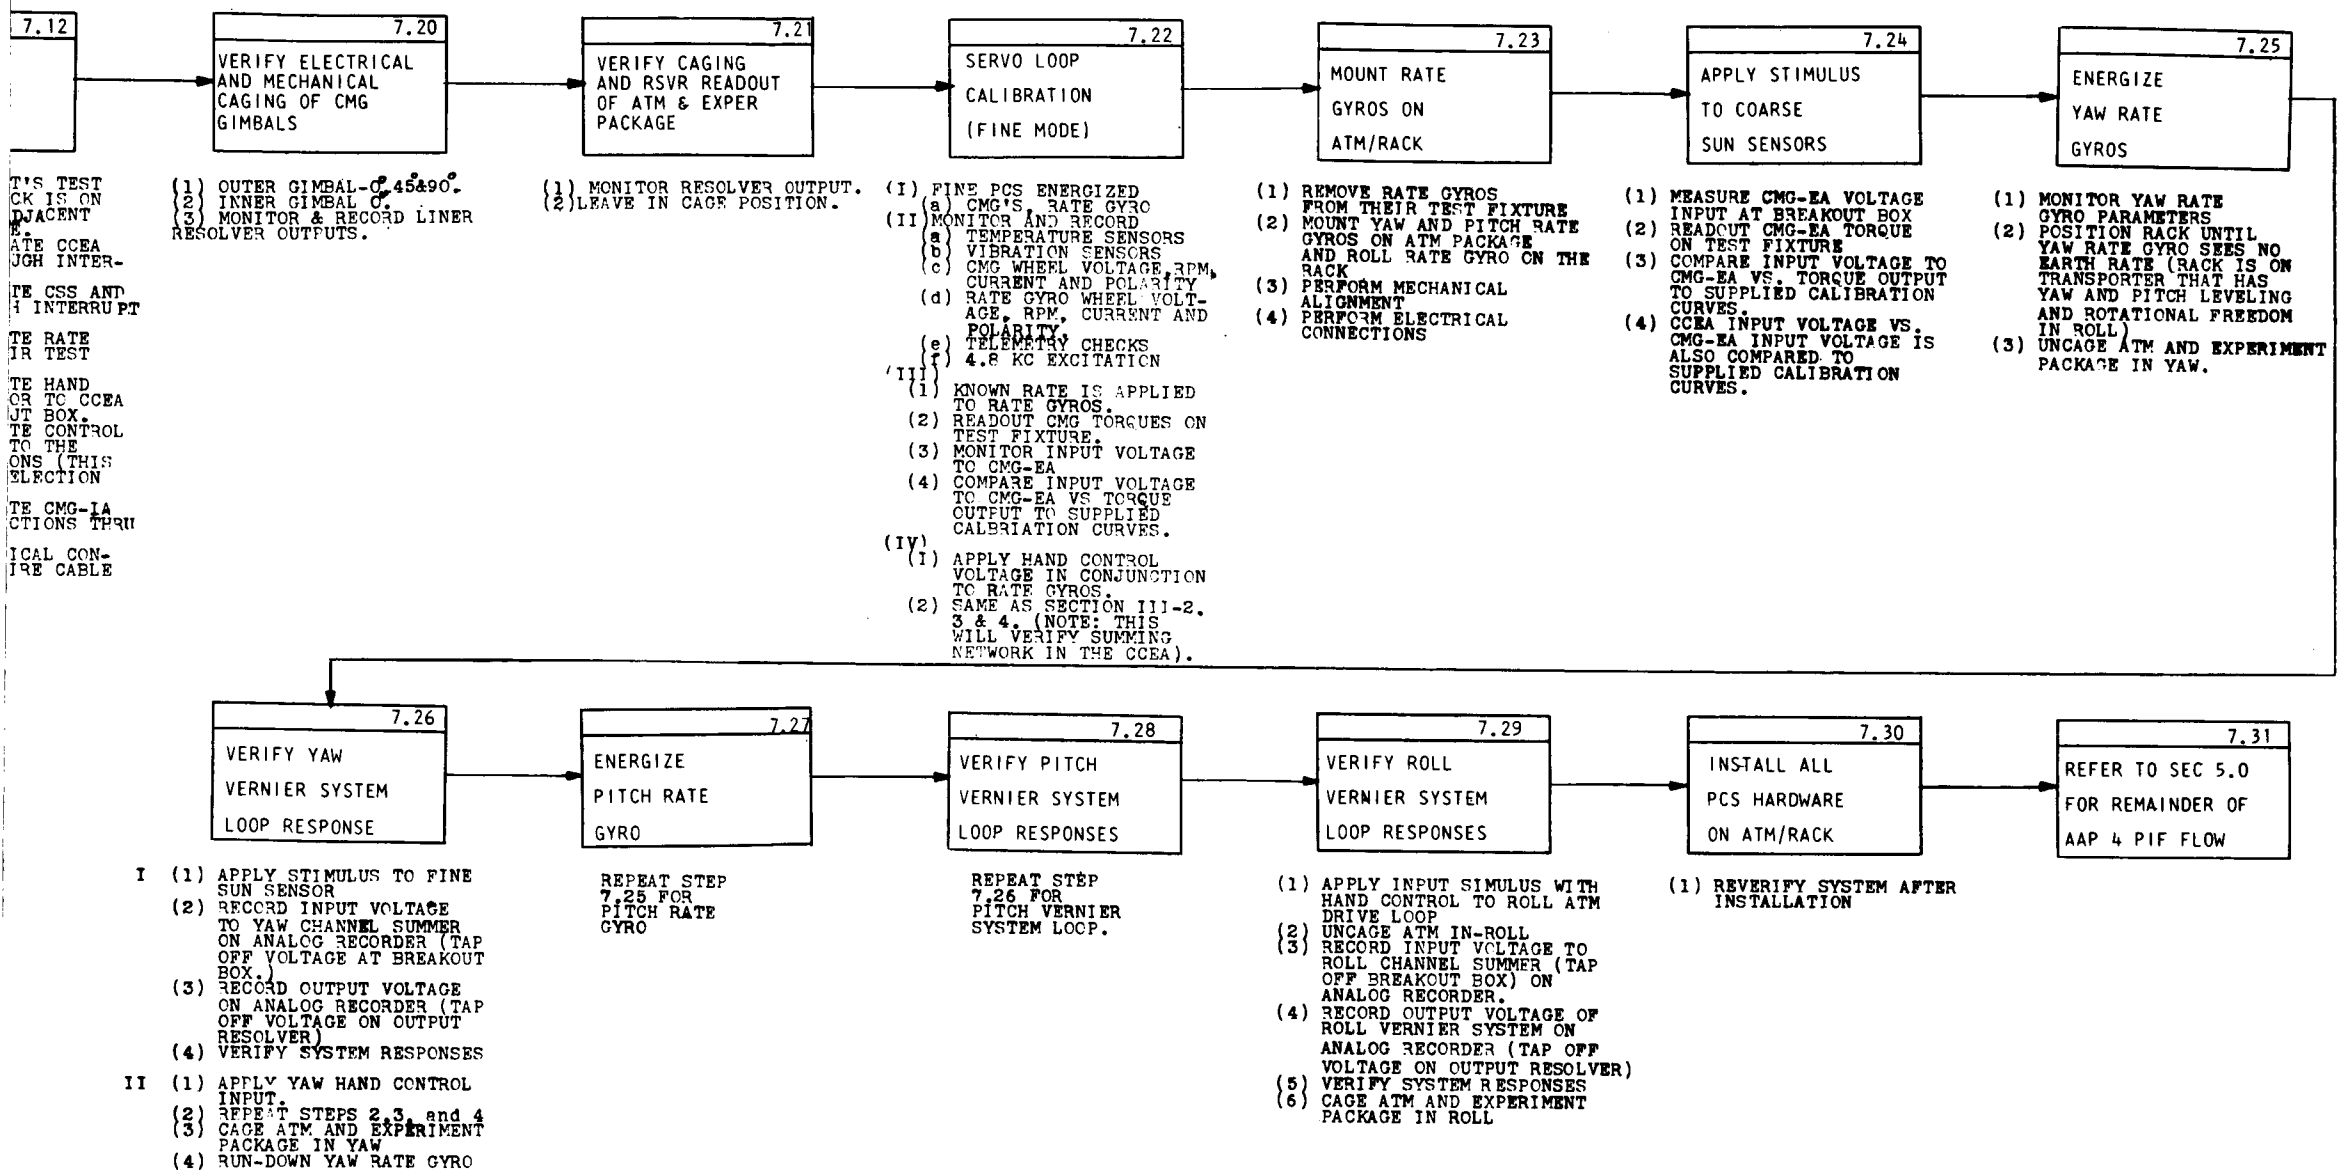 7.12
T'S TEST
CK IS ON
DJACENT
E.
ATE CCEA
UGH INTER-
TE CSS AND
H INTERRUPT
TE RATE
IR TEST
TE HAND
OR TO CCEA
UT BOX.
TE CONTROL
TO THE
ONS (THIS
ELECTION
TE CMG-IA
CTIONS THRU
ICAL CON-
IRE CABLE
7.20
VERIFY ELECTRICAL
AND MECHANICAL
CAGING OF CMG
GIMBALS
(1) OUTER GIMBAL-0°,45°&90°.
(2) INNER GIMBAL 0°.
(3) MONITOR & RECORD LINER
RESOLVER OUTPUTS.
7.21
VERIFY CAGING
AND RSVR READOUT
OF ATM & EXPER
PACKAGE
(1) MONITOR RESOLVER OUTPUT.
(2)LEAVE IN CAGE POSITION.
7.22
SERVO LOOP
CALIBRATION
(FINE MODE)
(I) FINE PCS ENERGIZED
(a) CMG'S, RATE GYRO
(II)MONITOR AND RECORD
(a) TEMPERATURE SENSORS
(b) VIBRATION SENSORS
(c) CMG WHEEL VOLTAGE,RPM,
CURRENT AND POLARITY
(d) RATE GYRO WHEEL VOLT-
AGE, RPM, CURRENT AND
POLARITY.
(e) TELEMETRY CHECKS
(f) 4.8 KC EXCITATION
(III)
(1) KNOWN RATE IS APPLIED
TO RATE GYROS.
(2) READOUT CMG TORQUES ON
TEST FIXTURE.
(3) MONITOR INPUT VOLTAGE
TO CMG-EA
(4) COMPARE INPUT VOLTAGE
TO CMG-EA VS TORQUE
OUTPUT TO SUPPLIED
CALBRIATION CURVES.
(IV)
(I) APPLY HAND CONTROL
VOLTAGE IN CONJUNCTION
TO RATE GYROS.
(2) SAME AS SECTION III-2,
3 & 4. (NOTE: THIS
WILL VERIFY SUMMING
NETWORK IN THE CCEA).
7.23
MOUNT RATE
GYROS ON
ATM/RACK
(1) REMOVE RATE GYROS
FROM THEIR TEST FIXTURE
(2) MOUNT YAW AND PITCH RATE
GYROS ON ATM PACKAGE
AND ROLL RATE GYRO ON THE
RACK
(3) PERFORM MECHANICAL
ALIGNMENT
(4) PERFORM ELECTRICAL
CONNECTIONS
7.24
APPLY STIMULUS
TO COARSE
SUN SENSORS
(1) MEASURE CMG-EA VOLTAGE
INPUT AT BREAKOUT BOX
(2) READOUT CMG-EA TORQUE
ON TEST FIXTURE
(3) COMPARE INPUT VOLTAGE TO
CMG-EA VS. TORQUE OUTPUT
TO SUPPLIED CALIBRATION
CURVES.
(4) CCEA INPUT VOLTAGE VS.
CMG-EA INPUT VOLTAGE IS
ALSO COMPARED TO
SUPPLIED CALIBRATION
CURVES.
7.25
ENERGIZE
YAW RATE
GYROS
(1) MONITOR YAW RATE
GYRO PARAMETERS
(2) POSITION RACK UNTIL
YAW RATE GYRO SEES NO
EARTH RATE (RACK IS ON
TRANSPORTER THAT HAS
YAW AND PITCH LEVELING
AND ROTATIONAL FREEDOM
IN ROLL)
(3) UNCAGE ATM AND EXPERIMENT
PACKAGE IN YAW.
7.26
VERIFY YAW
VERNIER SYSTEM
LOOP RESPONSE
I (1) APPLY STIMULUS TO FINE
SUN SENSOR
(2) RECORD INPUT VOLTAGE
TO YAW CHANNEL SUMMER
ON ANALOG RECORDER (TAP
OFF VOLTAGE AT BREAKOUT
BOX.)
(3) RECORD OUTPUT VOLTAGE
ON ANALOG RECORDER (TAP
OFF VOLTAGE ON OUTPUT
RESOLVER)
(4) VERIFY SYSTEM RESPONSES
II (1) APPLY YAW HAND CONTROL
INPUT.
(2) REPEAT STEPS 2,3, and 4
(3) CAGE ATM AND EXPERIMENT
PACKAGE IN YAW
(4) RUN-DOWN YAW RATE GYRO
7.27
ENERGIZE
PITCH RATE
GYRO
REPEAT STEP
7.25 FOR
PITCH RATE
GYRO
7.28
VERIFY PITCH
VERNIER SYSTEM
LOOP RESPONSES
REPEAT STEP
7.26 FOR
PITCH VERNIER
SYSTEM LOOP.
7.29
VERIFY ROLL
VERNIER SYSTEM
LOOP RESPONSES
(1) APPLY INPUT SIMULUS WITH
HAND CONTROL TO ROLL ATM
DRIVE LOOP
(2) UNCAGE ATM IN-ROLL
(3) RECORD INPUT VOLTAGE TO
ROLL CHANNEL SUMMER (TAP
OFF BREAKOUT BOX) ON
ANALOG RECORDER.
(4) RECORD OUTPUT VOLTAGE OF
ROLL VERNIER SYSTEM ON
ANALOG RECORDER (TAP OFF
VOLTAGE ON OUTPUT RESOLVER)
(5) VERIFY SYSTEM RESPONSES
(6) CAGE ATM AND EXPERIMENT
PACKAGE IN ROLL
7.30
INSTALL ALL
PCS HARDWARE
ON ATM/RACK
(1) REVERIFY SYSTEM AFTER
INSTALLATION
7.31
REFER TO SEC 5.0
FOR REMAINDER OF
AAP 4 PIF FLOW